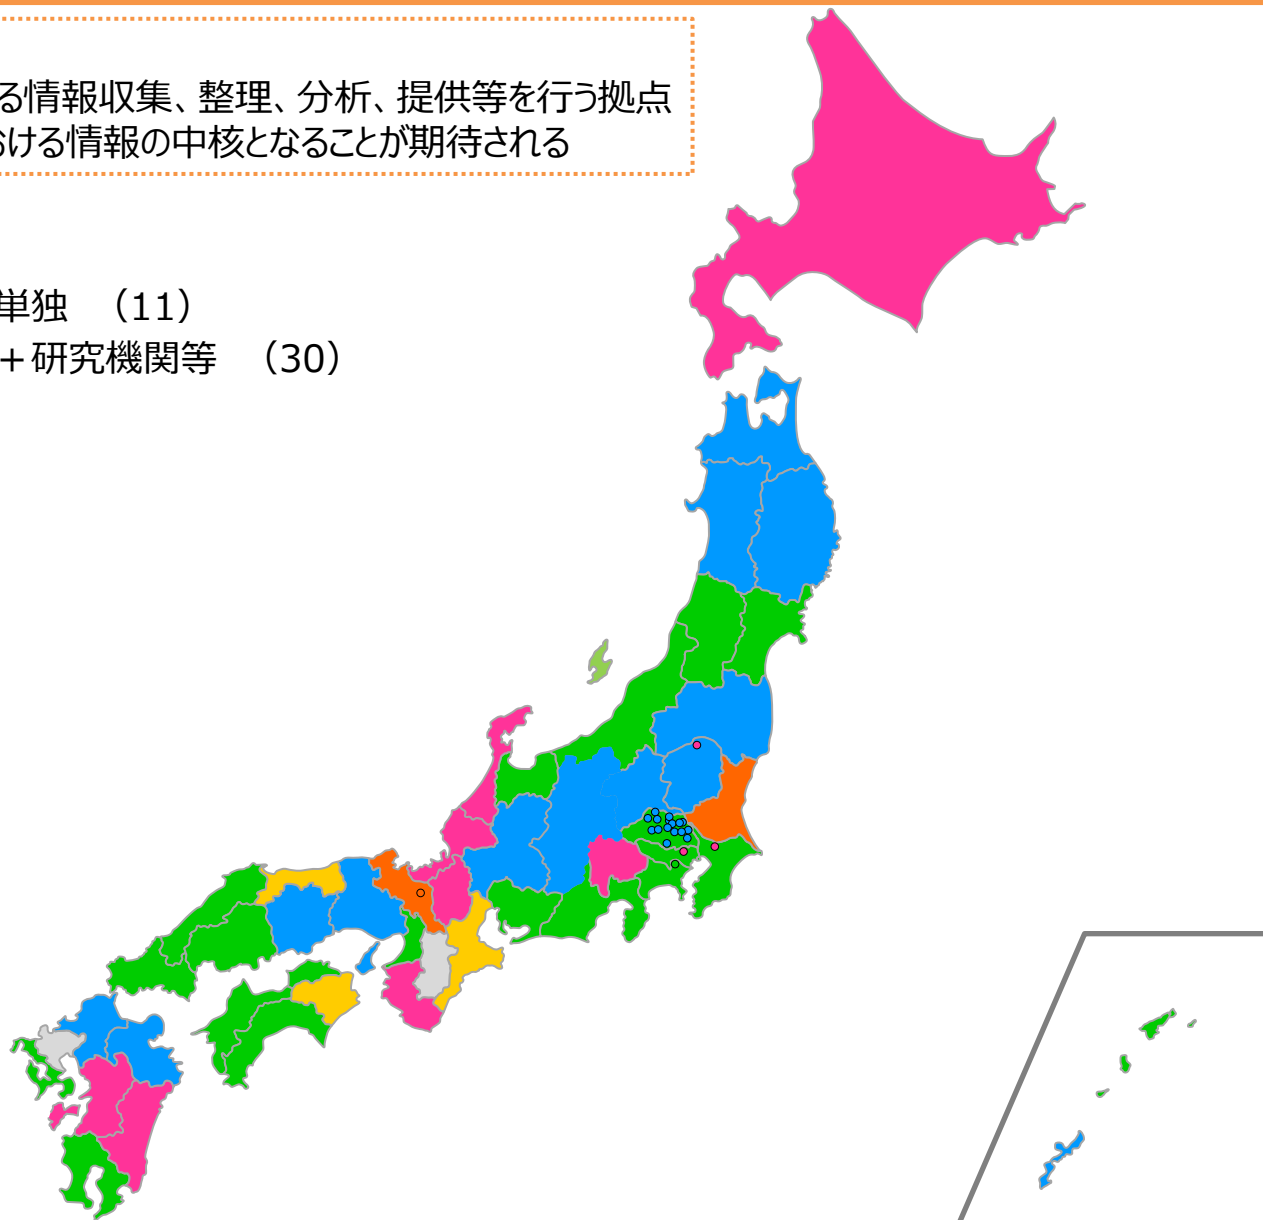 る情報収集、整理、分析、提供等を行う拠点
おける情報の中核となることが期待される
単独 （11）
＋研究機関等 （30）